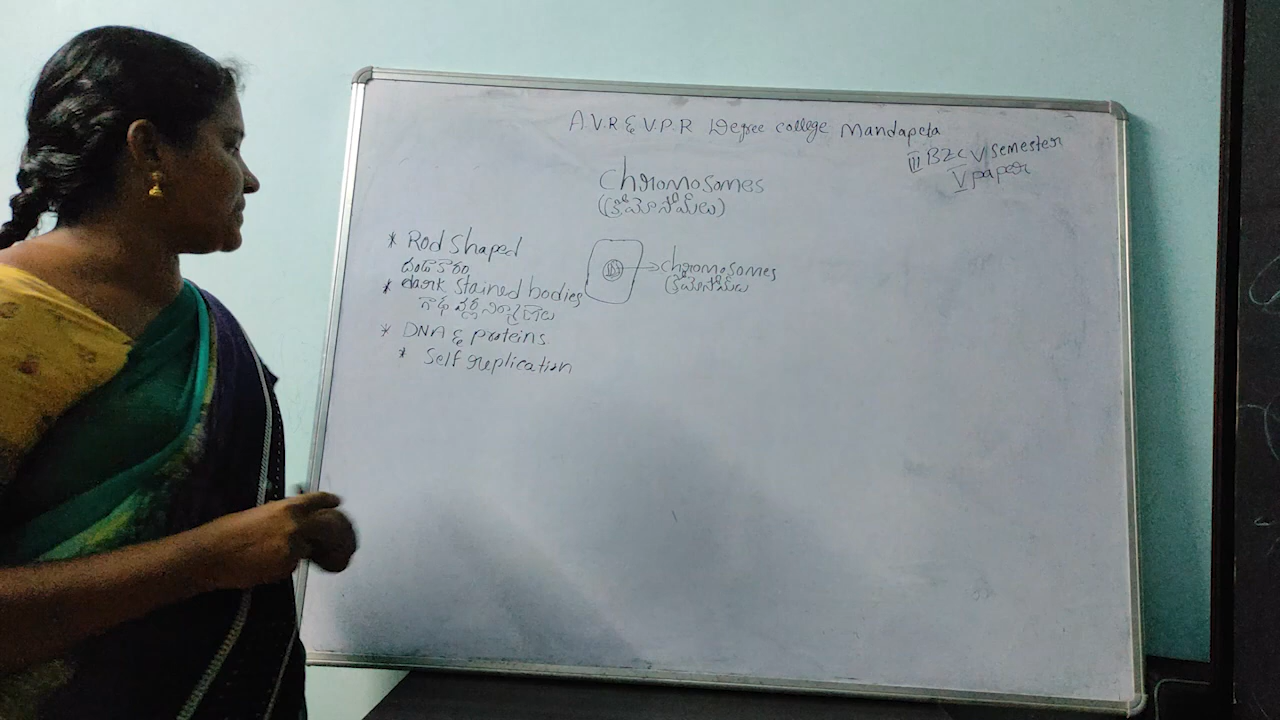 A.V.R & V.P.R Degree college Mandapeta
III BZC V semester
V paper
Chromosomes
(క్రోమోసోములు)
* Rod shaped
దండాకారం
* dark stained bodies
గాఢ వర్ణ
* DNA & proteins
* Self replication
chromosomes
క్రోమోసోములు